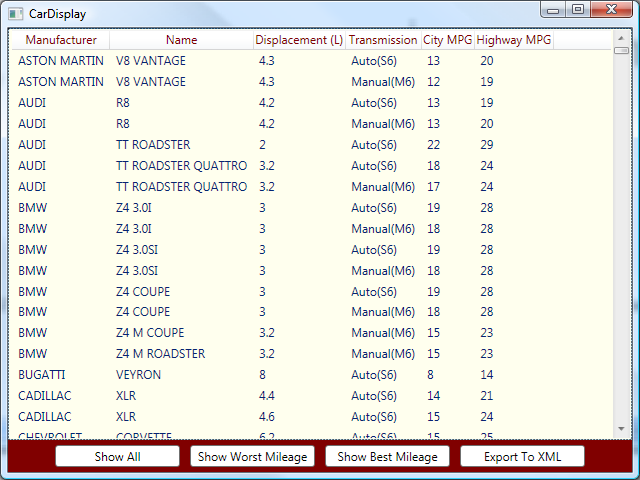 CarDisplay
Manufacturer Name Displacement (L) Transmission City MPG Highway MPG
ASTON MARTIN V8 VANTAGE 4.3 Auto(S6) 13 20
ASTON MARTIN V8 VANTAGE 4.3 Manual(M6) 12 19
AUDI R8 4.2 Auto(S6) 13 19
AUDI R8 4.2 Manual(M6) 13 20
AUDI TT ROADSTER 2 Auto(S6) 22 29
AUDI TT ROADSTER QUATTRO 3.2 Auto(S6) 18 24
AUDI TT ROADSTER QUATTRO 3.2 Manual(M6) 17 24
BMW Z4 3.0I 3 Auto(S6) 19 28
BMW Z4 3.0I 3 Manual(M6) 18 28
BMW Z4 3.0SI 3 Auto(S6) 19 28
BMW Z4 3.0SI 3 Manual(M6) 18 28
BMW Z4 COUPE 3 Auto(S6) 19 28
BMW Z4 COUPE 3 Manual(M6) 18 28
BMW Z4 M COUPE 3.2 Manual(M6) 15 23
BMW Z4 M ROADSTER 3.2 Manual(M6) 15 23
BUGATTI VEYRON 8 Auto(S6) 8 14
CADILLAC XLR 4.4 Auto(S6) 14 21
CADILLAC XLR 4.6 Auto(S6) 15 24
CHEVROLET CORVETTE 6.2 Auto(S6) 15 25
Show All Show Worst Mileage Show Best Mileage Export To XML